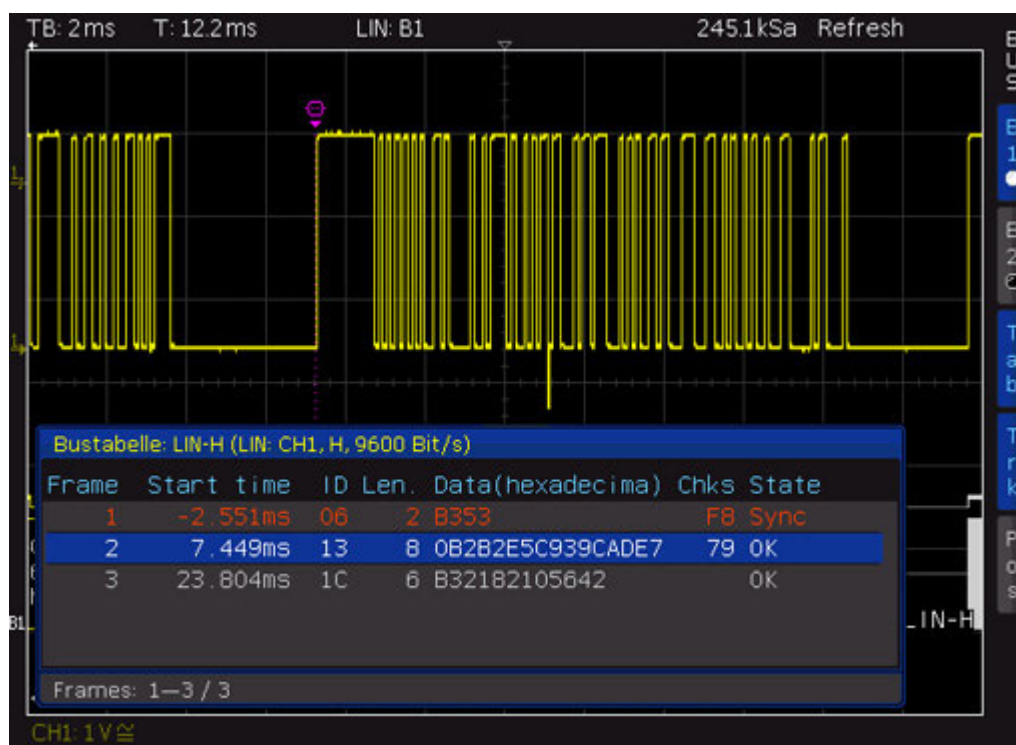 TB: 2ms T: 12.2ms LIN: B1 245.1kSa Refresh
Bustabelle: LIN-H (LIN: CH1, H, 9600 Bit/s)
Frame Start time ID Len. Data(hexadecima) Chks State
1 -2.551ms 06 2 B353 F8 Sync
2 7.449ms 13 8 0B2B2E5C939CADE7 79 OK
3 23.804ms 1C 6 B32182105642 OK
B1
_IN-H
Frames: 1—3 / 3
CH1: 1V≅